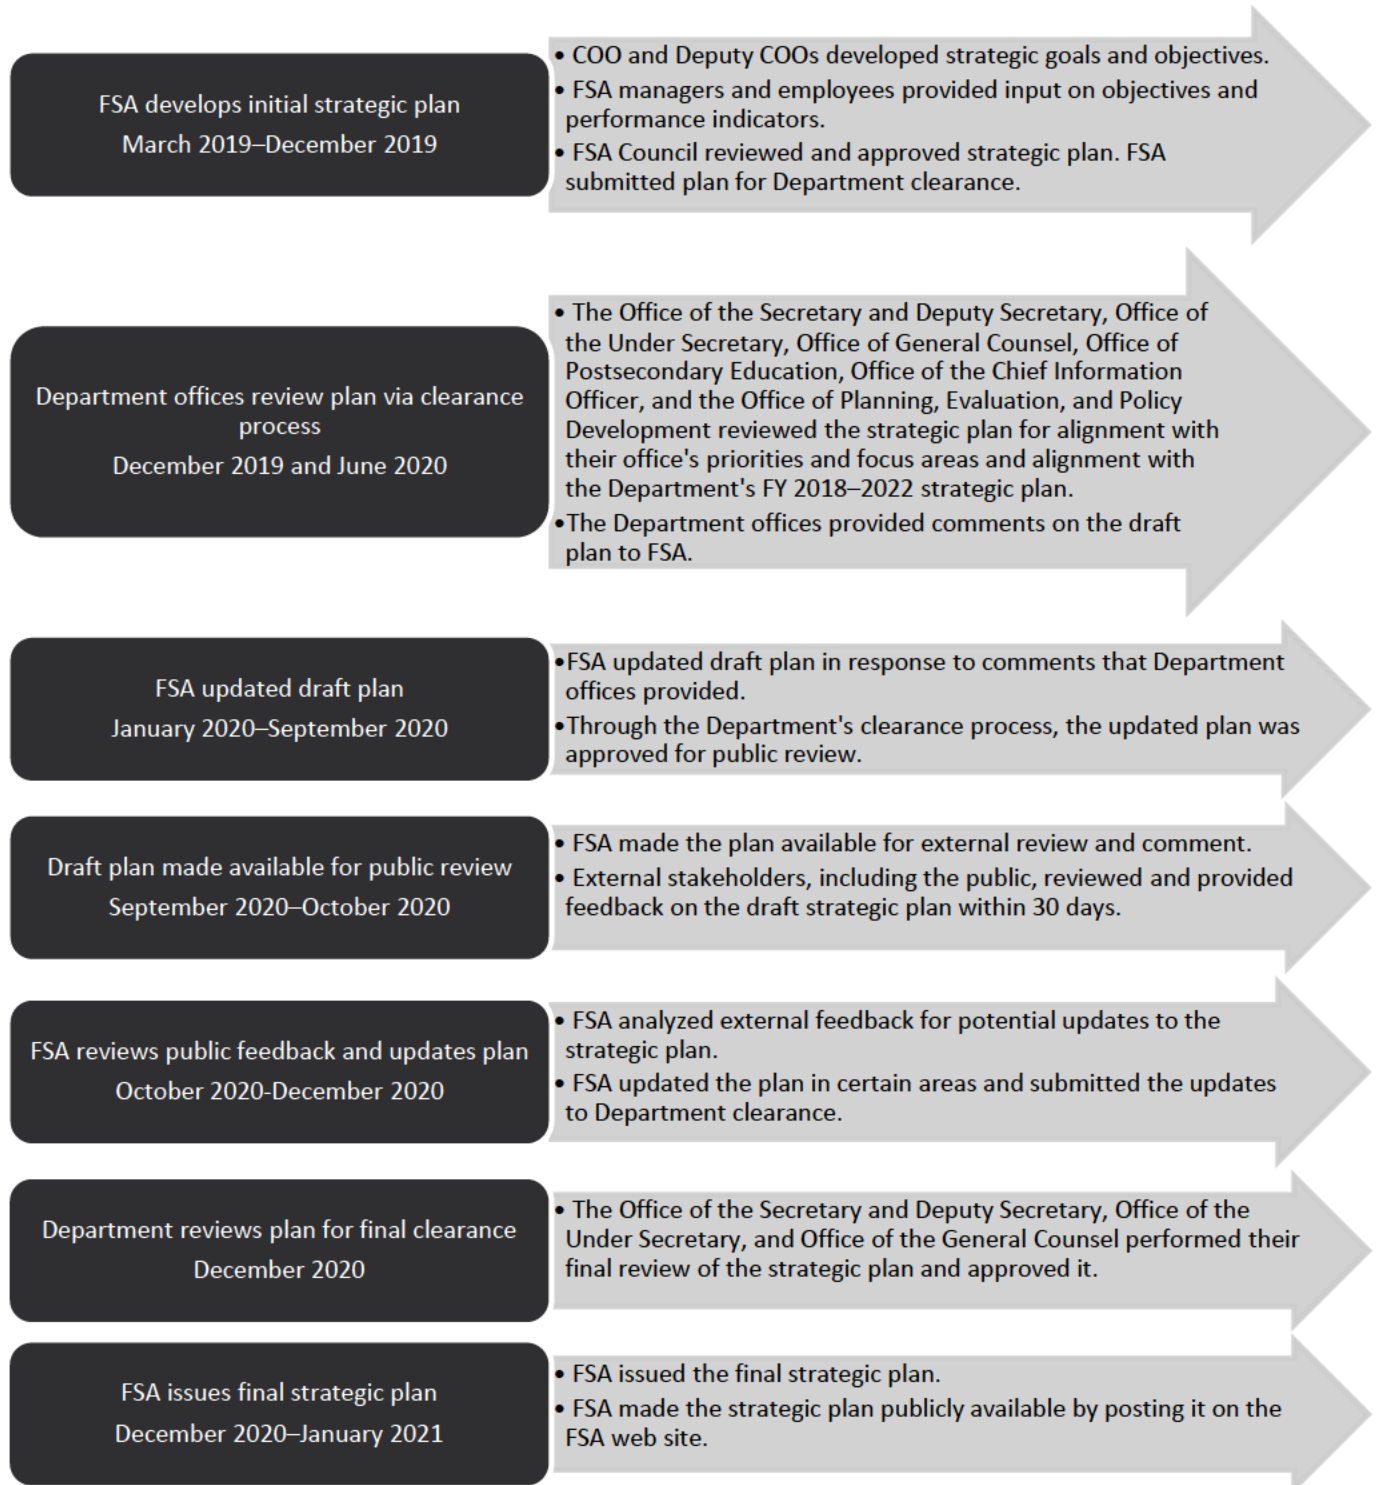 FSA develops initial strategic plan
March 2019–December 2019
• COO and Deputy COOs developed strategic goals and objectives.
• FSA managers and employees provided input on objectives and
performance indicators.
• FSA Council reviewed and approved strategic plan. FSA
submitted plan for Department clearance.
Department offices review plan via clearance
process
December 2019 and June 2020
• The Office of the Secretary and Deputy Secretary, Office of
the Under Secretary, Office of General Counsel, Office of
Postsecondary Education, Office of the Chief Information
Officer, and the Office of Planning, Evaluation, and Policy
Development reviewed the strategic plan for alignment with
their office's priorities and focus areas and alignment with
the Department's FY 2018–2022 strategic plan.
•The Department offices provided comments on the draft
plan to FSA.
FSA updated draft plan
January 2020–September 2020
•FSA updated draft plan in response to comments that Department
offices provided.
•Through the Department's clearance process, the updated plan was
approved for public review.
Draft plan made available for public review
September 2020–October 2020
• FSA made the plan available for external review and comment.
• External stakeholders, including the public, reviewed and provided
feedback on the draft strategic plan within 30 days.
FSA reviews public feedback and updates plan
October 2020-December 2020
• FSA analyzed external feedback for potential updates to the
strategic plan.
• FSA updated the plan in certain areas and submitted the updates
to Department clearance.
Department reviews plan for final clearance
December 2020
• The Office of the Secretary and Deputy Secretary, Office of the
Under Secretary, and Office of the General Counsel performed their
final review of the strategic plan and approved it.
FSA issues final strategic plan
December 2020–January 2021
• FSA issued the final strategic plan.
• FSA made the strategic plan publicly available by posting it on the
FSA web site.